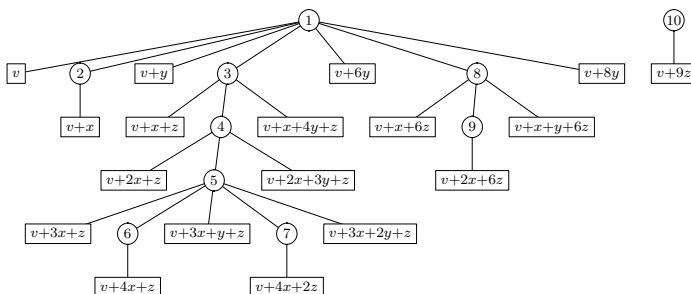 1 10
v 2 v+y 3 v+6y 8 v+8y v+9z
v+x v+x+z 4 v+x+4y+z v+x+6z 9 v+x+y+6z
v+2x+z 5 v+2x+3y+z v+2x+6z
v+3x+z 6 v+3x+y+z 7 v+3x+2y+z
v+4x+z v+4x+2z